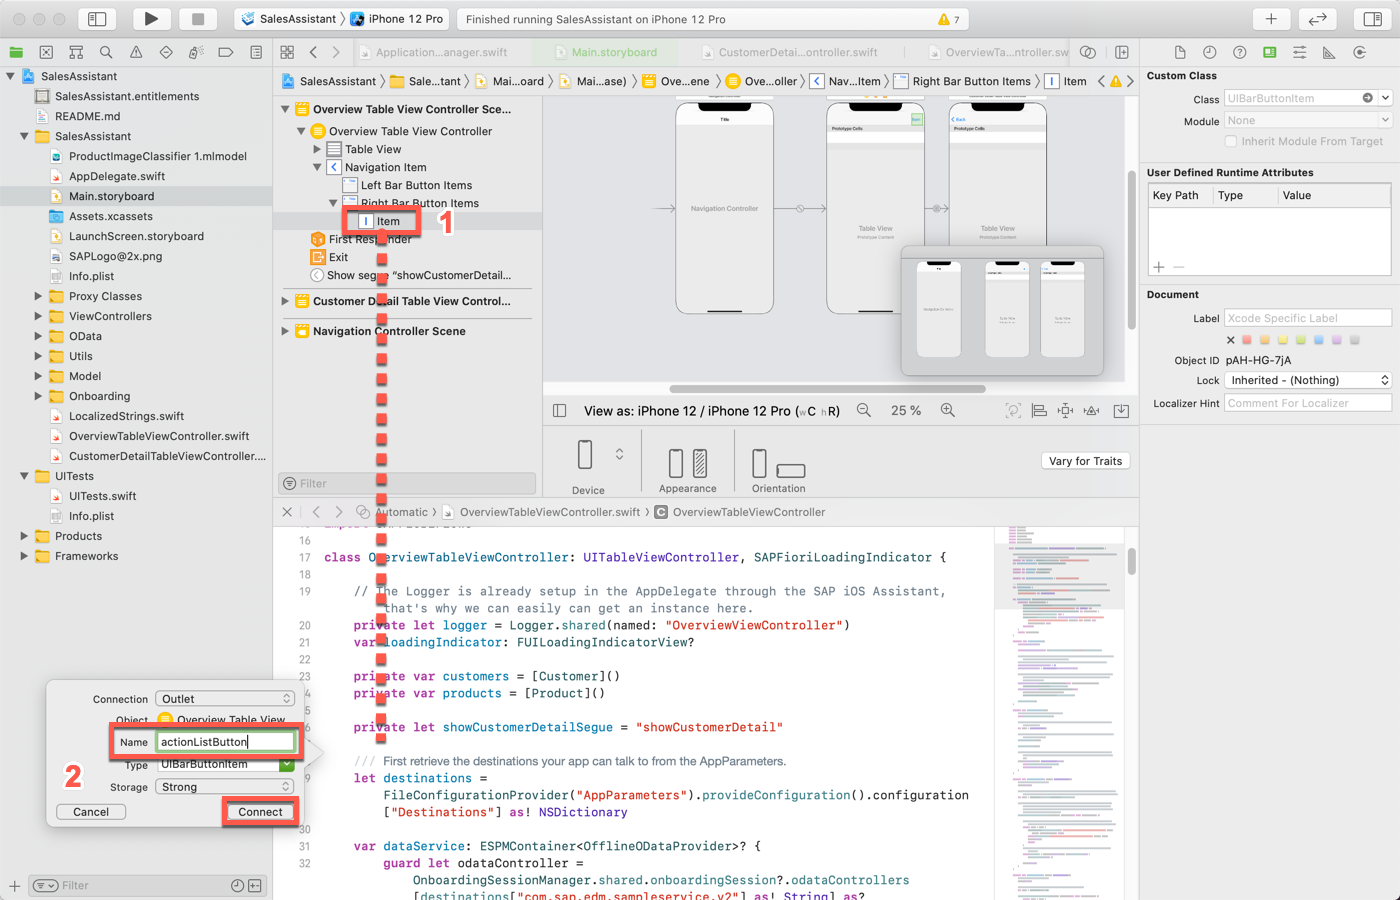 SalesAssistant
iPhone 12 Pro
Finished running SalesAssistant on iPhone 12 Pro
7
Application...anager.swift
Main.storyboard
CustomerDetai...ontroller.swift
OverviewTa...ntroller.sw
SalesAssistant
Sale...tant
Mai...oard
Mai...ase)
Ove...ene
Ove...oller
Nav...Item
Right Bar Button Items
Item
SalesAssistant
SalesAssistant.entitlements
README.md
SalesAssistant
ProductImageClassifier 1.mlmodel
AppDelegate.swift
Main.storyboard
Assets.xcassets
LaunchScreen.storyboard
SAPLogo@2x.png
Info.plist
Proxy Classes
ViewControllers
OData
Utils
Model
Onboarding
LocalizedStrings.swift
OverviewTableViewController.swift
CustomerDetailTableViewController....
UITests
UITests.swift
Info.plist
Products
Frameworks
Filter
Overview Table View Controller Sce...
Overview Table View Controller
Table View
Navigation Item
Left Bar Button Items
Right Bar Button Items
Item
1
First Responder
Exit
Show segue "showCustomerDetail...
Customer Detail Table View Control...
Navigation Controller Scene
Filter
Title
Navigation Controller
Item
Prototype Cells
Table View
Prototype Content
Back
Prototype Cells
Table View
Table View
View as: iPhone 12 / iPhone 12 Pro (wC hR)
25 %
Device
Appearance
Orientation
Vary for Traits
Custom Class
Class
UIBarButtonItem
Module
None
Inherit Module From Target
User Defined Runtime Attributes
Key Path
Type
Value
Document
Label
Xcode Specific Label
Object ID
pAH-HG-7jA
Lock
Inherited - (Nothing)
Localizer Hint
Comment For Localizer
Automatic
OverviewTableViewController.swift
C
OverviewTableViewController
16
17 class OverviewTableViewController: UITableViewController, SAPFioriLoadingIndicator {
18
19 // The Logger is already setup in the AppDelegate through the SAP iOS Assistant,
that's why we can easily can get an instance here.
20 private let logger = Logger.shared(named: "OverviewViewController")
21 var loadingIndicator: FUILoadingIndicatorView?
22
private var customers = [Customer]()
private var products = [Product]()
private let showCustomerDetailSegue = "showCustomerDetail"
/// First retrieve the destinations your app can talk to from the AppParameters.
let destinations =
FileConfigurationProvider("AppParameters").provideConfiguration().configuration
["Destinations"] as! NSDictionary
30
31 var dataService: ESPMContainer<OfflineODataProvider>? {
32 guard let odataController =
OnboardingSessionManager.shared.onboardingSession?.odataControllers
[destinations["com.sap.edm.sampleservice.v2"] as! String] as?
Connection
Outlet
Object
Overview Table View
Name
actionListButton
Type
UIBarButtonItem
2
Storage
Strong
Cancel
Connect